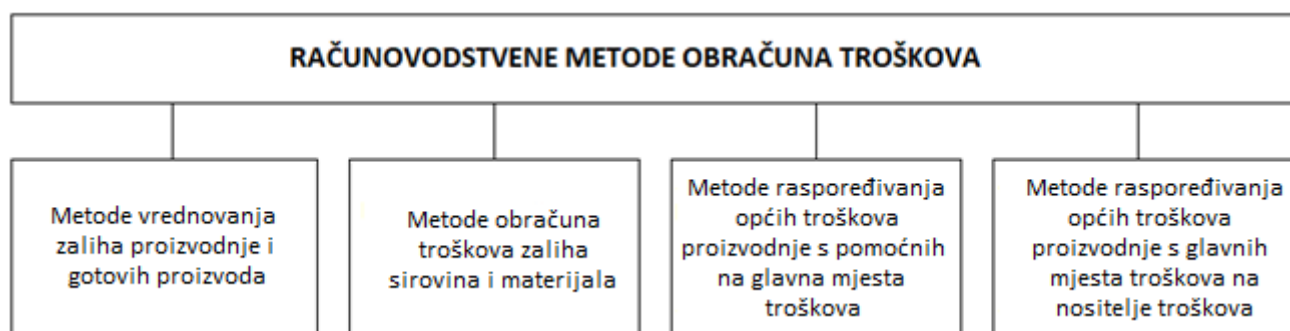 RAČUNOVODSTVENE METODE OBRAČUNA TROŠKOVA
Metode vrednovanja
zaliha proizvodnje i
gotovih proizvoda
Metode obračuna
troškova zaliha
sirovina i materijala
Metode raspoređivanja
općih troškova
proizvodnje s pomoćnih
na glavna mjesta
troškova
Metode raspoređivanja
općih troškova
proizvodnje s glavnih
mjesta troškova na
nositelje troškova